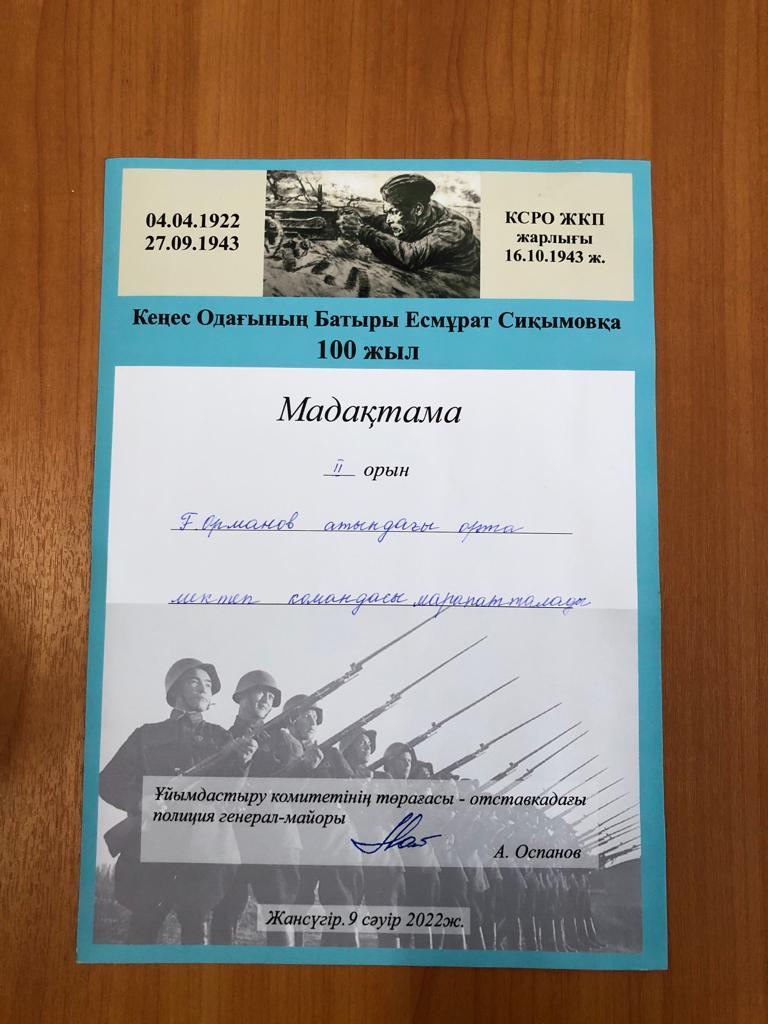 04.04.1922
27.09.1943
КСРО ЖКП
жарлығы
16.10.1943 ж.
Кеңес Одағының Батыры Есмұрат Сиқымовқа
100 жыл
Мадақтама
II орын
Ғ.Орманов атындағы орта
мектеп командасы марапатталады
Ұйымдастыру комитетінің төрағасы - отставкадағы
полиция генерал-майоры
А. Оспанов
Жансүгір.9 сәуір 2022ж.